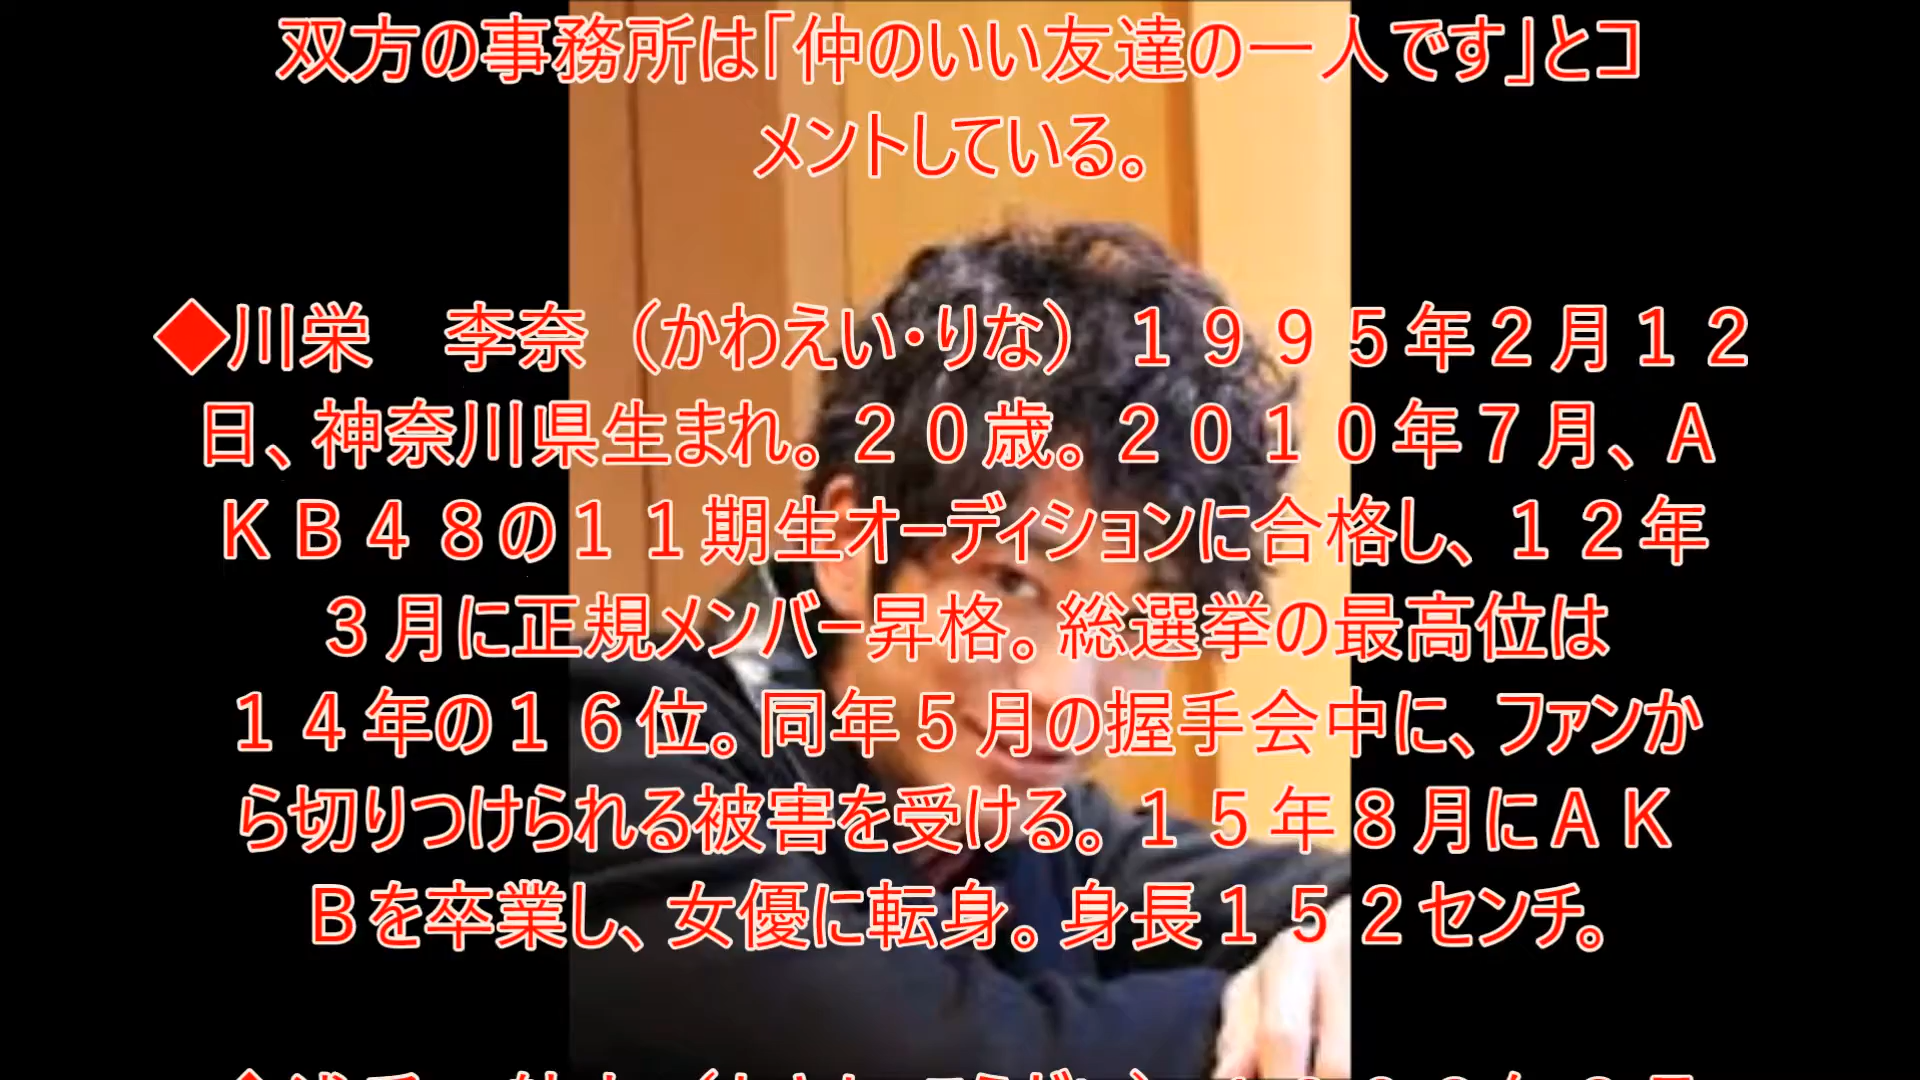 双方の事務所は「仲のいい友達の一人です」とコ
メントしている。
◆川栄　李奈（かわえい・りな）　１９９５年２月１２
日、神奈川県生まれ。２０歳。２０１０年７月、Ａ
ＫＢ４８の１１期生オーディションに合格し、１２年
３月に正規メンバー昇格。総選挙の最高位は
１４年の１６位。同年５月の握手会中に、ファンか
ら切りつけられる被害を受ける。１５年８月にＡＫ
Ｂを卒業し、女優に転身。身長１５２センチ。